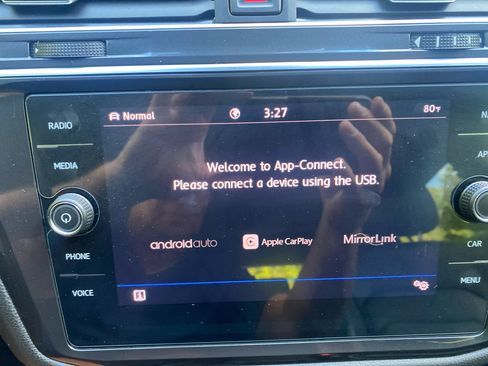 Normal
3:27
80°F
RADIO
MEDIA
PHONE
VOICE
Welcome to App-Connect.
Please connect a device using the USB.
androidauto
Apple CarPlay
MirrorLink
CAR
MENU